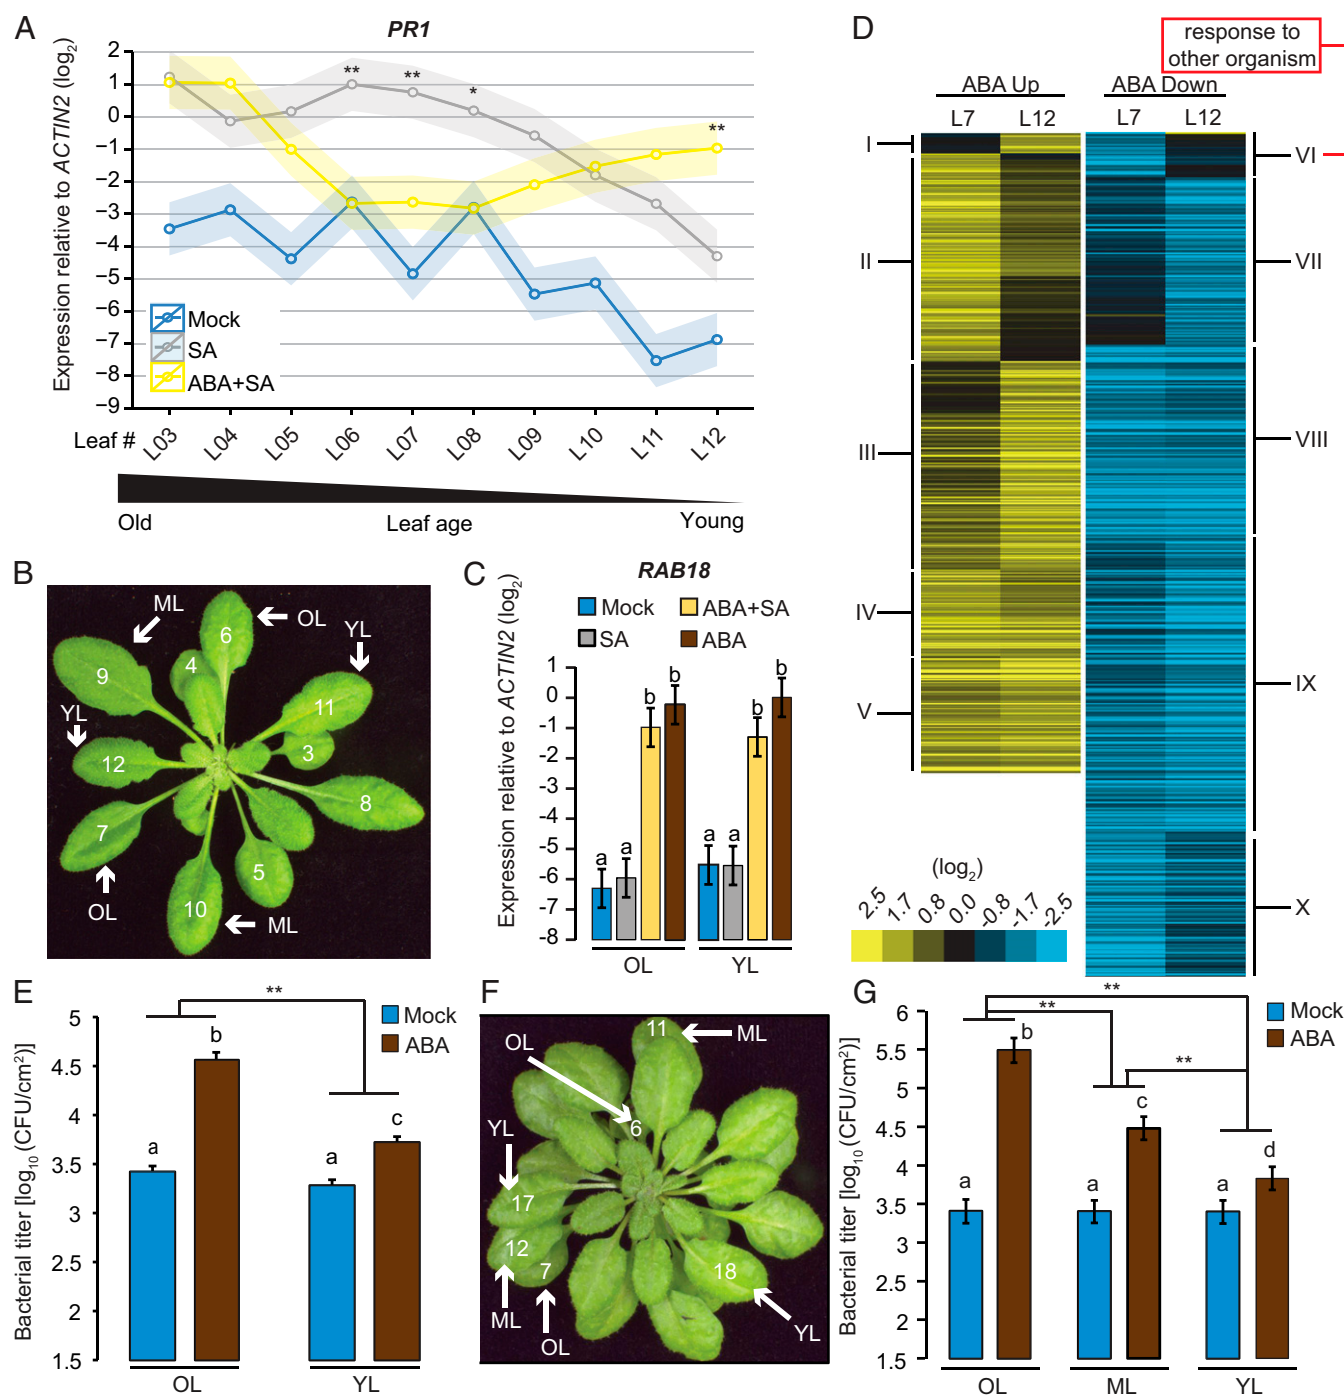 A
PR1
Expression relative to ACTIN2 (log2)
2
1
0
−1
−2
−3
−4
−5
−6
−7
−8
−9
** ** * **
Mock
SA
ABA+SA
Leaf #
L03 L04 L05 L06 L07 L08 L09 L10 L11 L12
Old Leaf age Young
B
ML
OL
YL
6
9
4
11
YL
3
12
8
7
5
OL
10
ML
C
RAB18
Expression relative to ACTIN2 (log2)
Mock ABA+SA
SA ABA
1
0
-1
-2
-3
-4
-5
-6
-7
-8
a a b b a a b b
OL YL
D
response to
other organism
ABA Up ABA Down
L7 L12 L7 L12
I
II
III
IV
V
VI
VII
VIII
IX
X
(log2)
2.5 1.7 0.8 0.0 -0.8 -1.7 -2.5
E
Bacterial titer [log10 (CFU/cm2)]
5
4.5
4
3.5
3
2.5
2
1.5
**
Mock
ABA
a b a c
OL YL
F
11
ML
OL
6
YL
17
12
7
18
ML
OL
YL
G
Bacterial titer [log10 (CFU/cm2)]
6
5.5
5
4.5
4
3.5
3
2.5
2
1.5
**
**
**
Mock
ABA
a b a c a d
OL ML YL